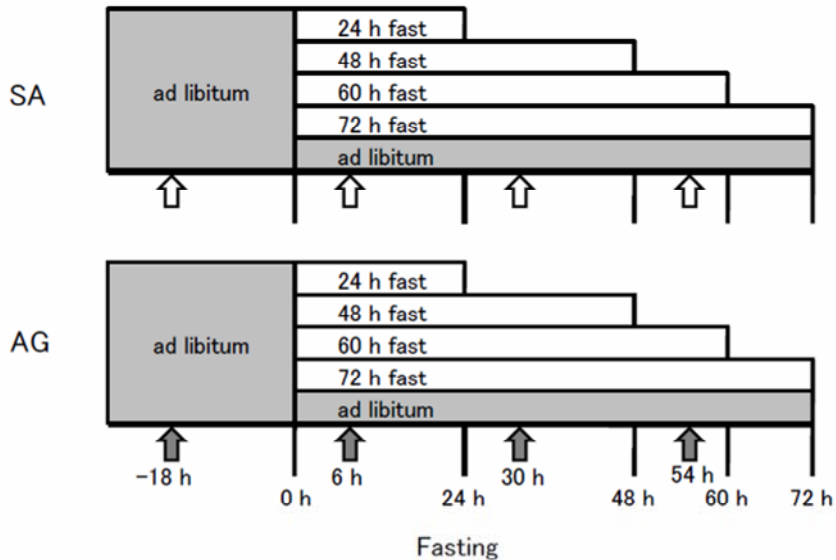 24 h fast
48 h fast
SA
ad libitum
60 h fast
72 h fast
ad libitum
24 h fast
48 h fast
AG
ad libitum
60 h fast
72 h fast
ad libitum
-18 h
6 h
30 h
54 h
0 h
24 h
48 h
60 h
72 h
Fasting